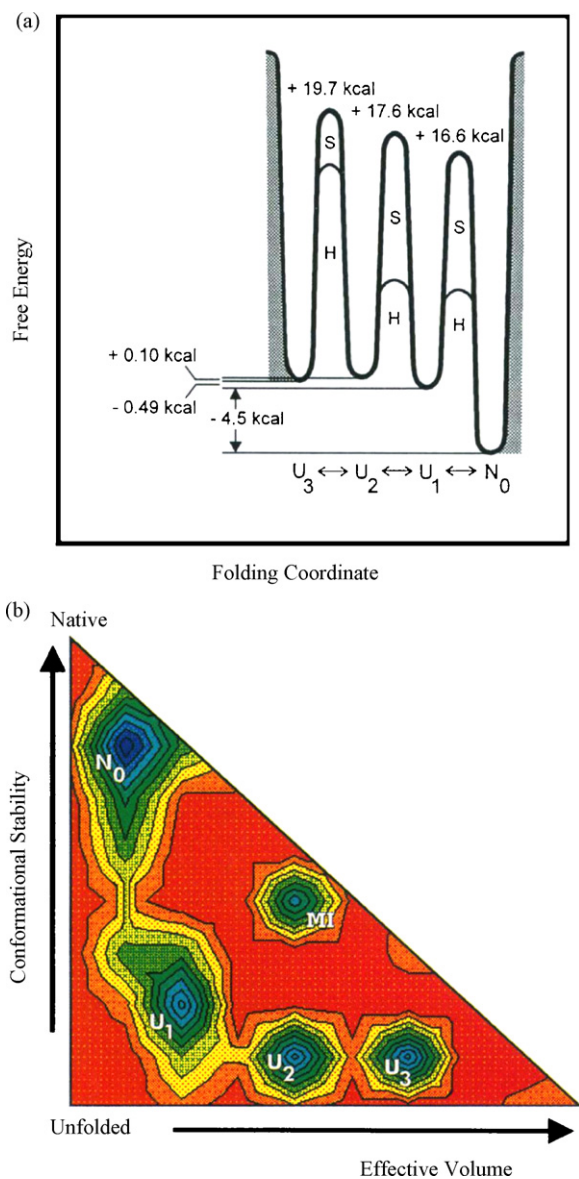 (a)
+ 19.7 kcal
+ 17.6 kcal
+ 16.6 kcal
S
S
S
H
H
H
Free Energy
+ 0.10 kcal
- 0.49 kcal
- 4.5 kcal
U3 ↔ U2 ↔ U1 ↔ N0
Folding Coordinate
(b)
Native
Conformational Stability
N0
MI
U1
U2
U3
Unfolded
Effective Volume